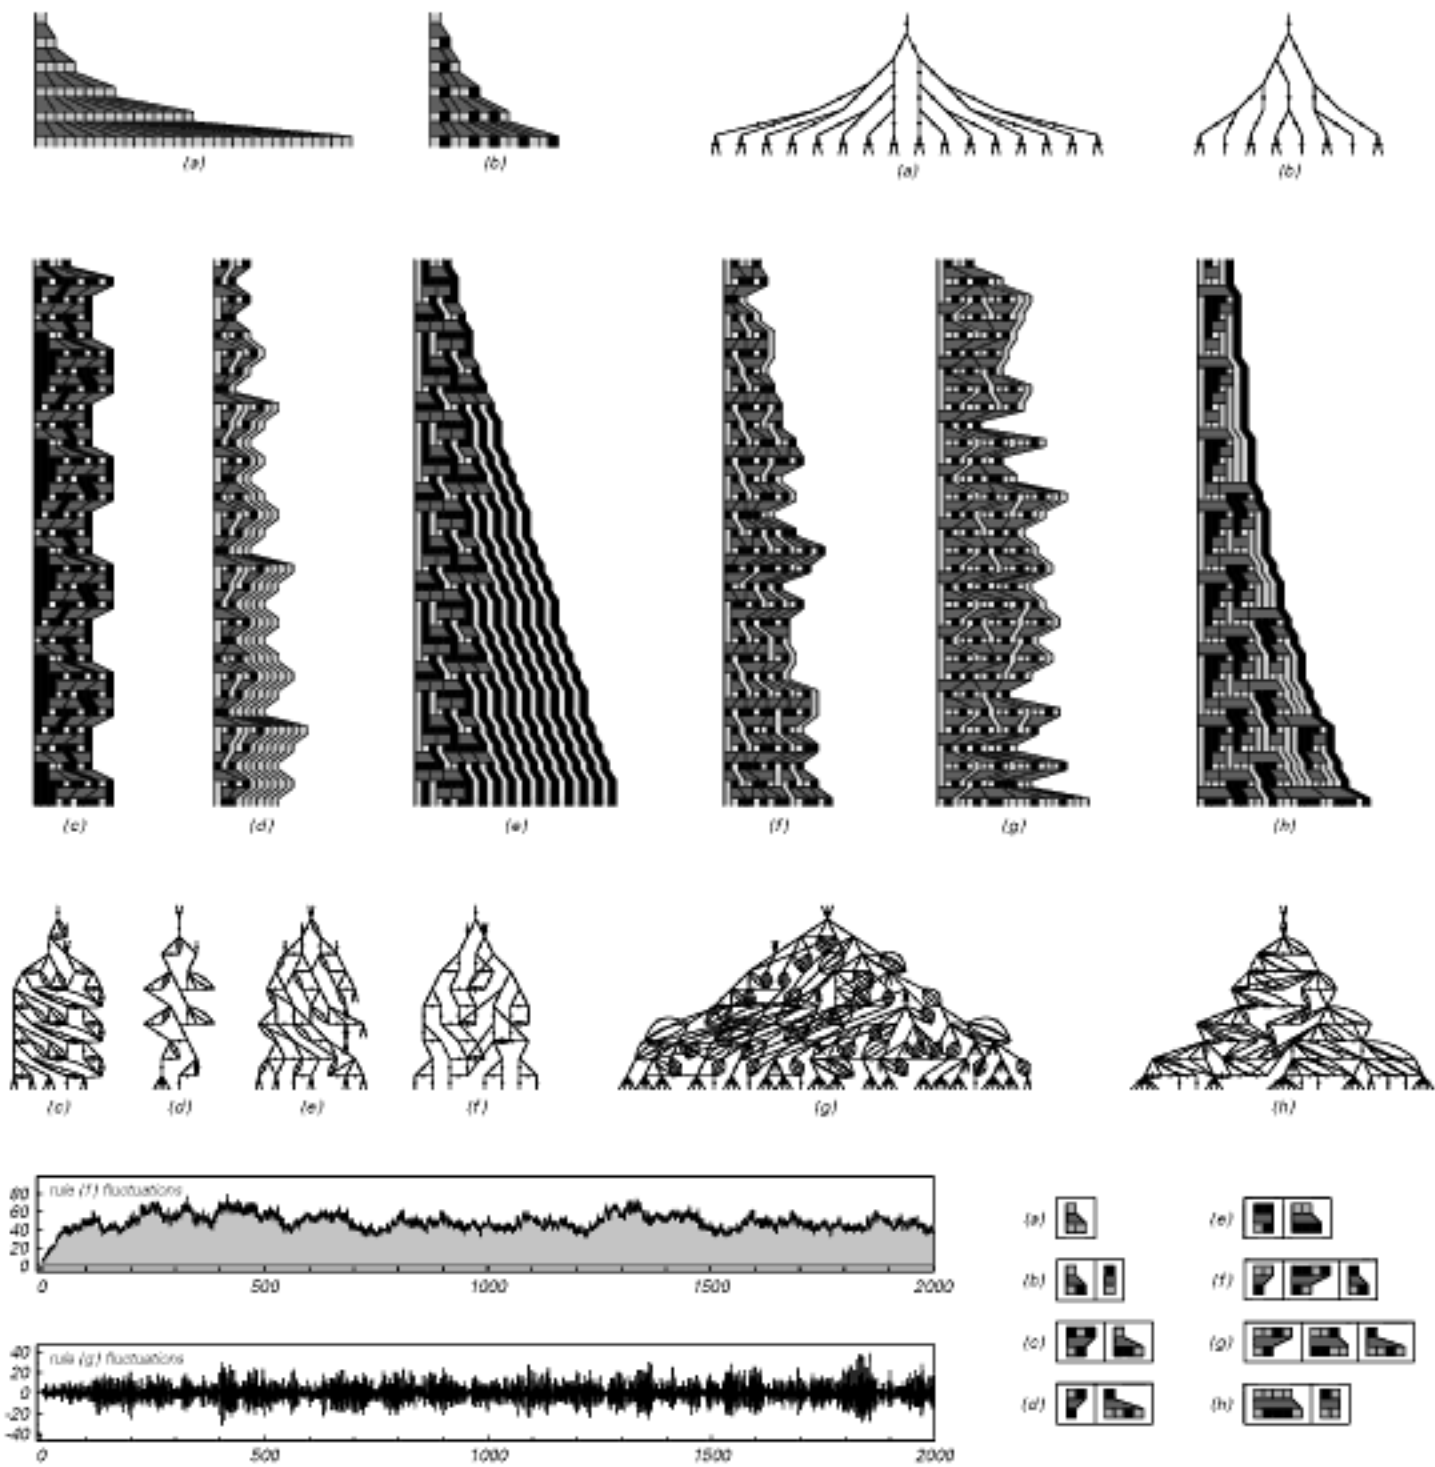 (a) (b) (a) (b)
(c) (d) (e) (f) (g) (h)
(c) (d) (e) (f) (g) (h)
rule (f) fluctuations
80
60
40
20
0
0 500 1000 1500 2000
rule (g) fluctuations
40
20
0
-20
-40
0 500 1000 1500 2000
(a) (e)
(b) (f)
(c) (g)
(d) (h)